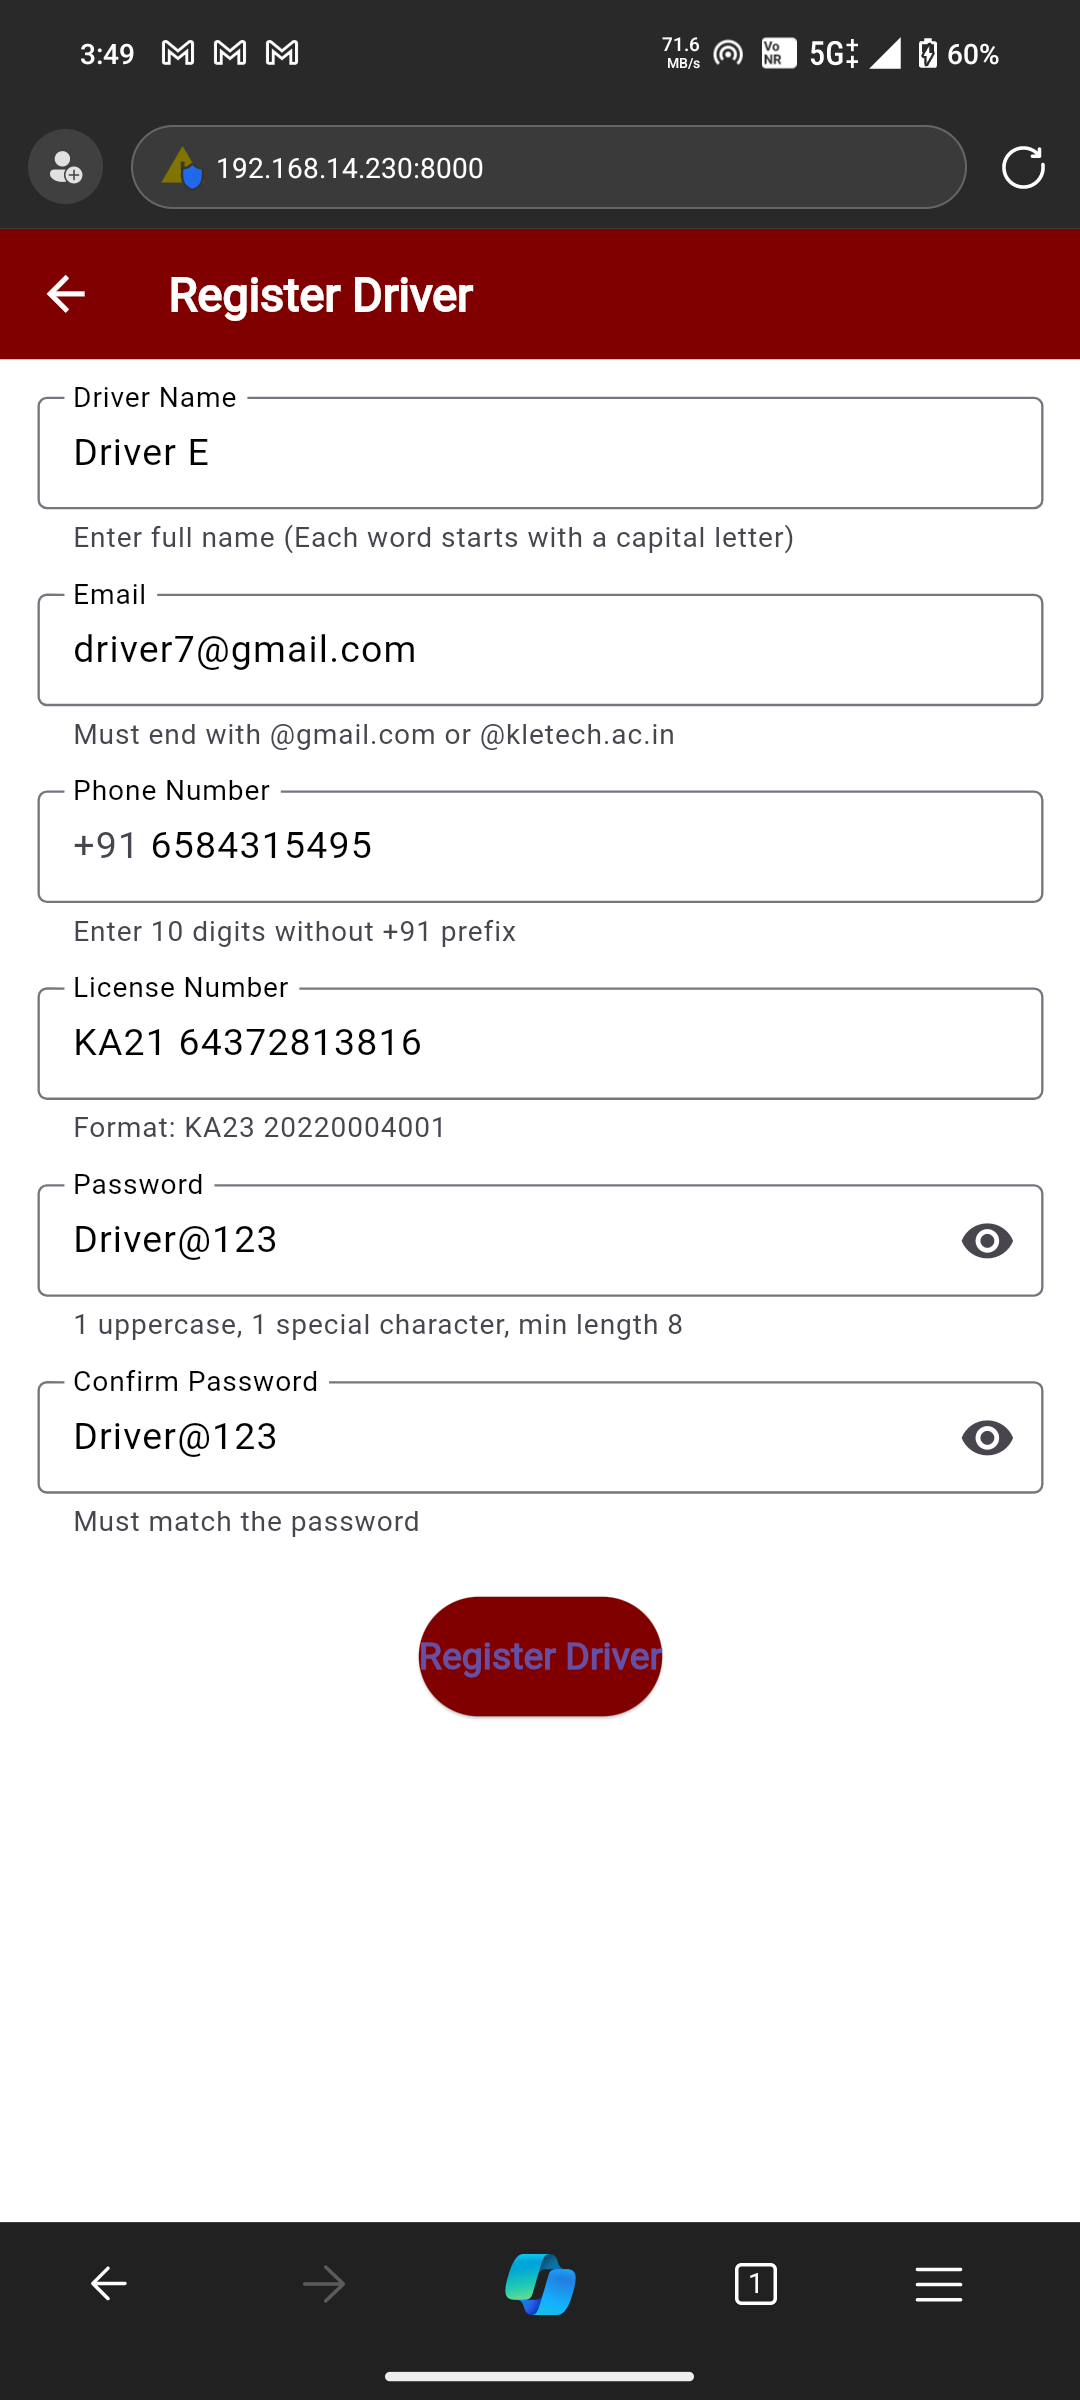 3:49
71.6
MB/s
Vo
NR
5G
60%
192.168.14.230:8000
Register Driver
Driver Name
Driver E
Enter full name (Each word starts with a capital letter)
Email
driver7@gmail.com
Must end with @gmail.com or @kletech.ac.in
Phone Number
+91 6584315495
Enter 10 digits without +91 prefix
License Number
KA21 64372813816
Format: KA23 20220004001
Password
Driver@123
1 uppercase, 1 special character, min length 8
Confirm Password
Driver@123
Must match the password
Register Driver
1